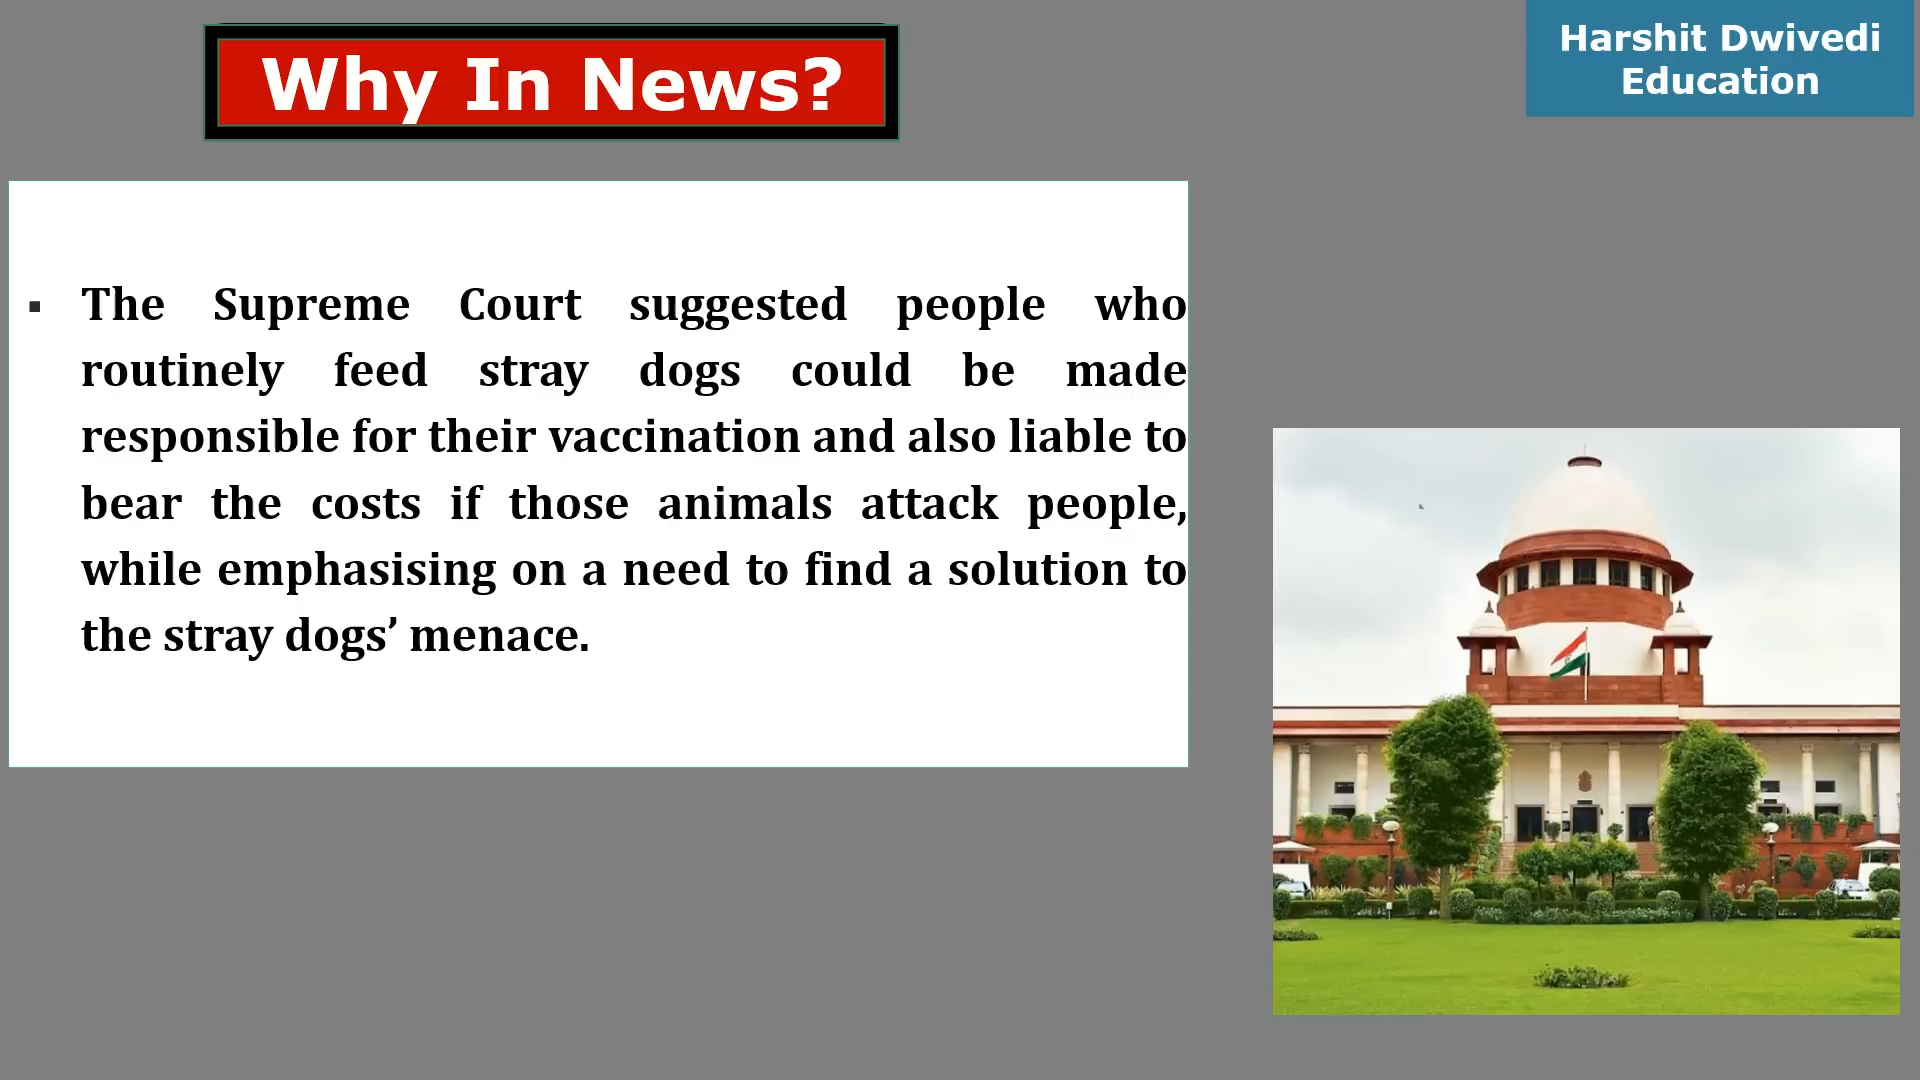 Why In News?
Harshit Dwivedi
Education
▪ The Supreme Court suggested people who
routinely feed stray dogs could be made
responsible for their vaccination and also liable to
bear the costs if those animals attack people,
while emphasising on a need to find a solution to
the stray dogs’ menace.